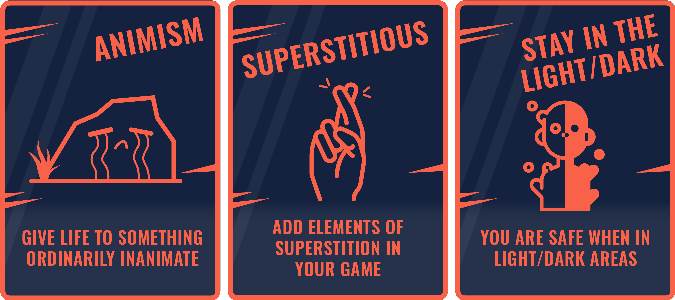 ANIMISM
GIVE LIFE TO SOMETHING
ORDINARILY INANIMATE
SUPERSTITIOUS
ADD ELEMENTS OF
SUPERSTITION IN
YOUR GAME
STAY IN THE
LIGHT/DARK
YOU ARE SAFE WHEN IN
LIGHT/DARK AREAS